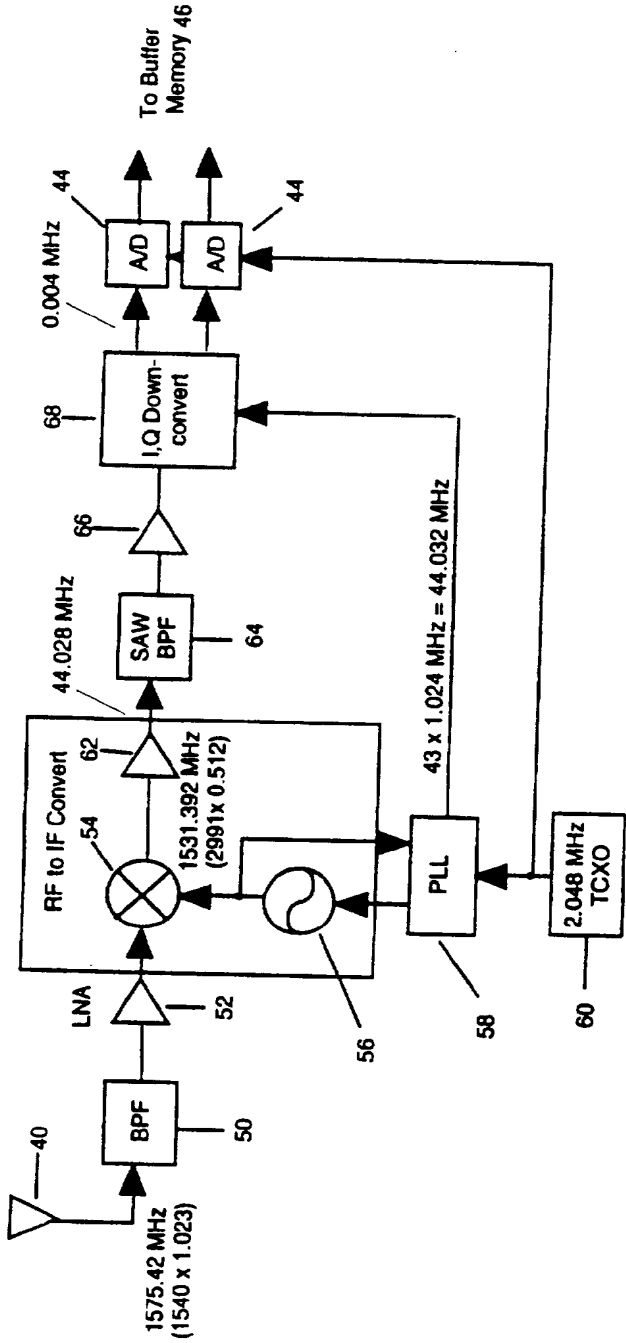 40
1575.42 MHz
(1540 x 1.023)
BPF
50
LNA
52
RF to IF Convert
54
62
1531.392 MHz
(2991x 0.512)
56
44.028 MHz
SAW
BPF
64
66
68
I,Q Down-
convert
0.004 MHz
44
A/D
A/D
44
To Buffer
Memory 46
PLL
58
43 x 1.024 MHz = 44.032 MHz
2.048 MHz
TCXO
60